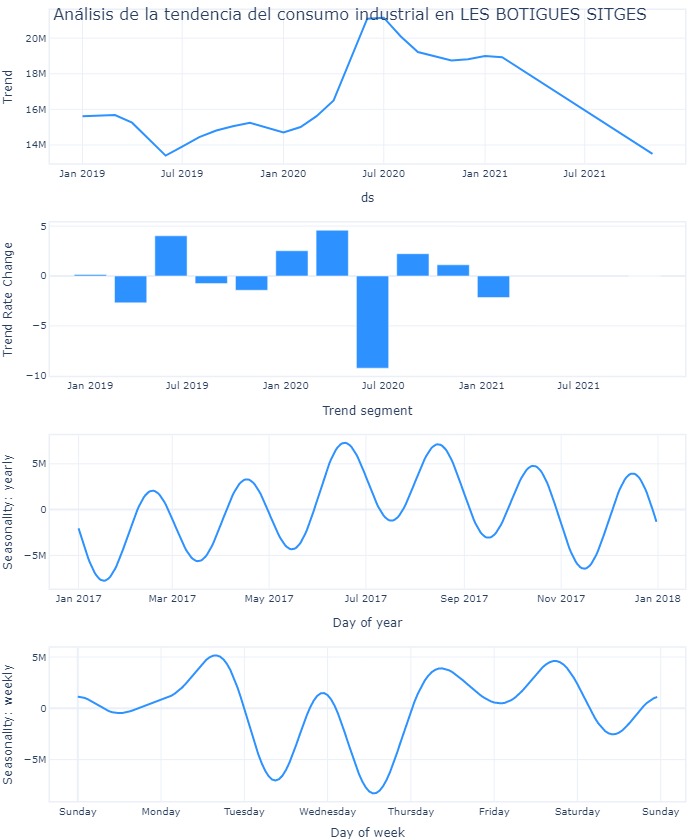 Análisis de la tendencia del consumo industrial en LES BOTIGUES SITGES
Trend
20M
18M
16M
14M
Jan 2019 Jul 2019 Jan 2020 Jul 2020 Jan 2021 Jul 2021
ds
Trend Rate Change
5
0
−5
−10
Jan 2019 Jul 2019 Jan 2020 Jul 2020 Jan 2021 Jul 2021
Trend segment
Seasonality: yearly
5M
0
−5M
Jan 2017 Mar 2017 May 2017 Jul 2017 Sep 2017 Nov 2017 Jan 2018
Day of year
Seasonality: weekly
5M
0
−5M
Sunday Monday Tuesday Wednesday Thursday Friday Saturday Sunday
Day of week